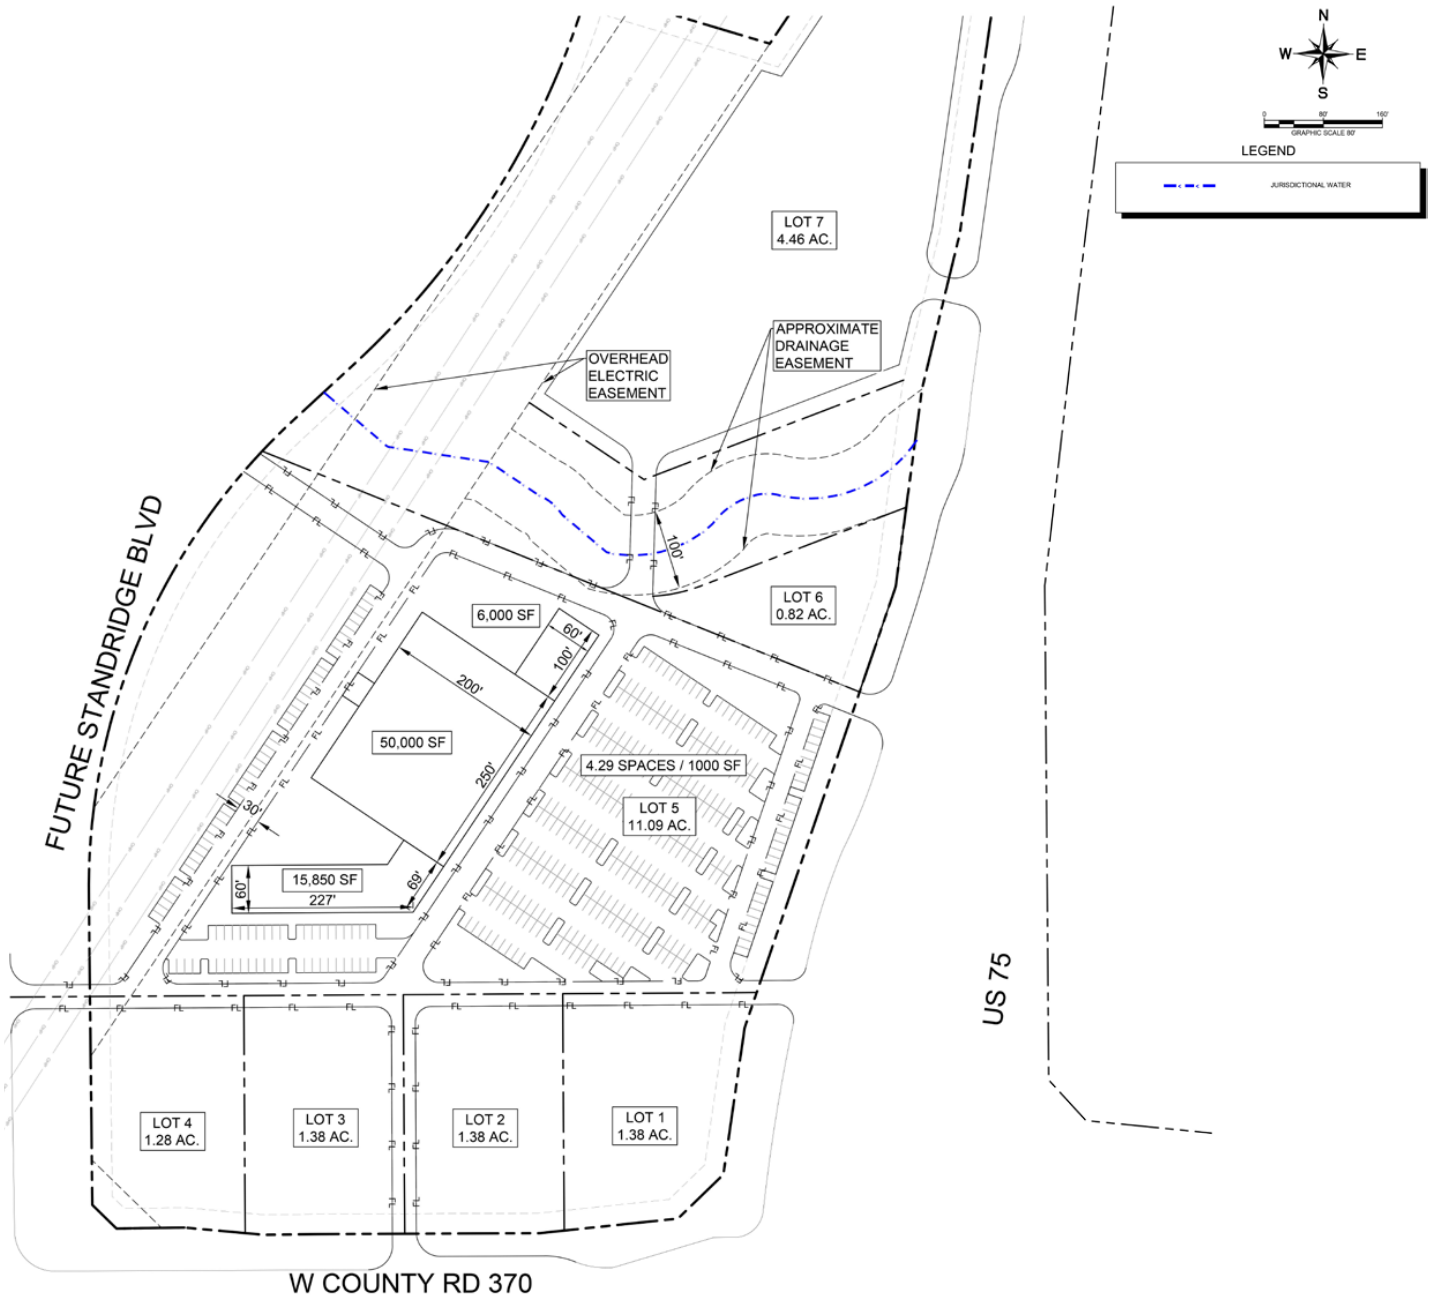 N
W E
S
0 80' 160'
GRAPHIC SCALE 80'
LEGEND
JURISDICTIONAL WATER
LOT 7
4.46 AC.
APPROXIMATE
DRAINAGE
EASEMENT
OVERHEAD
ELECTRIC
EASEMENT
100'
LOT 6
0.82 AC.
FUTURE STANDRIDGE BLVD
6,000 SF
60'
100'
200'
50,000 SF
250'
4.29 SPACES / 1000 SF
LOT 5
11.09 AC.
30'
15,850 SF
60'
227'
69'
US 75
LOT 4
1.28 AC.
LOT 3
1.38 AC.
LOT 2
1.38 AC.
LOT 1
1.38 AC.
W COUNTY RD 370
FL